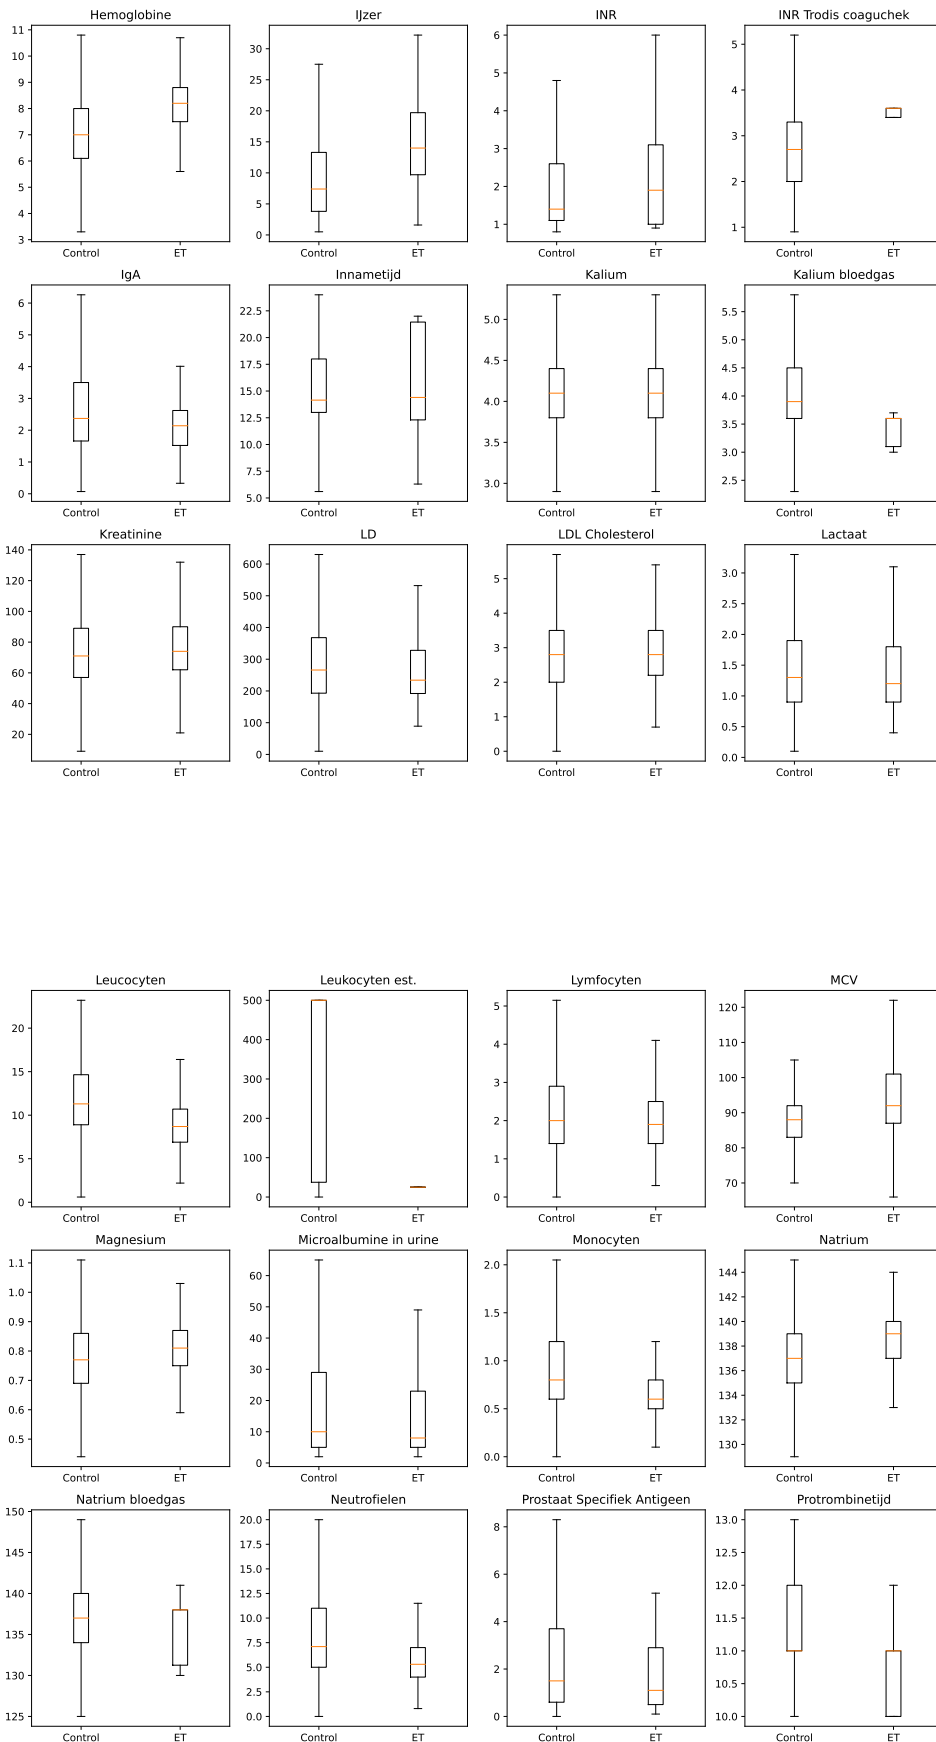 Hemoglobine IJzer INR INR Trodis coaguchek
11 10 9 8 7 6 5 4 3
30 25 20 15 10 5 0
6 5 4 3 2 1
5 4 3 2 1
Control ET Control ET Control ET Control ET
IgA Innametijd Kalium Kalium bloedgas
6 5 4 3 2 1 0
22.5 20.0 17.5 15.0 12.5 10.0 7.5 5.0
5.0 4.5 4.0 3.5 3.0
5.5 5.0 4.5 4.0 3.5 3.0 2.5
Control ET Control ET Control ET Control ET
Kreatinine LD LDL Cholesterol Lactaat
140 120 100 80 60 40 20
600 500 400 300 200 100 0
5 4 3 2 1 0
3.0 2.5 2.0 1.5 1.0 0.5 0.0
Control ET Control ET Control ET Control ET
Leucocyten Leukocyten est. Lymfocyten MCV
20 15 10 5 0
500 400 300 200 100 0
5 4 3 2 1 0
120 110 100 90 80 70
Control ET Control ET Control ET Control ET
Magnesium Microalbumine in urine Monocyten Natrium
1.1 1.0 0.9 0.8 0.7 0.6 0.5
60 50 40 30 20 10 0
2.0 1.5 1.0 0.5 0.0
144 142 140 138 136 134 132 130
Control ET Control ET Control ET Control ET
Natrium bloedgas Neutrofielen Prostaat Specifiek Antigeen Protrombinetijd
150 145 140 135 130 125
20.0 17.5 15.0 12.5 10.0 7.5 5.0 2.5 0.0
8 6 4 2 0
13.0 12.5 12.0 11.5 11.0 10.5 10.0
Control ET Control ET Control ET Control ET